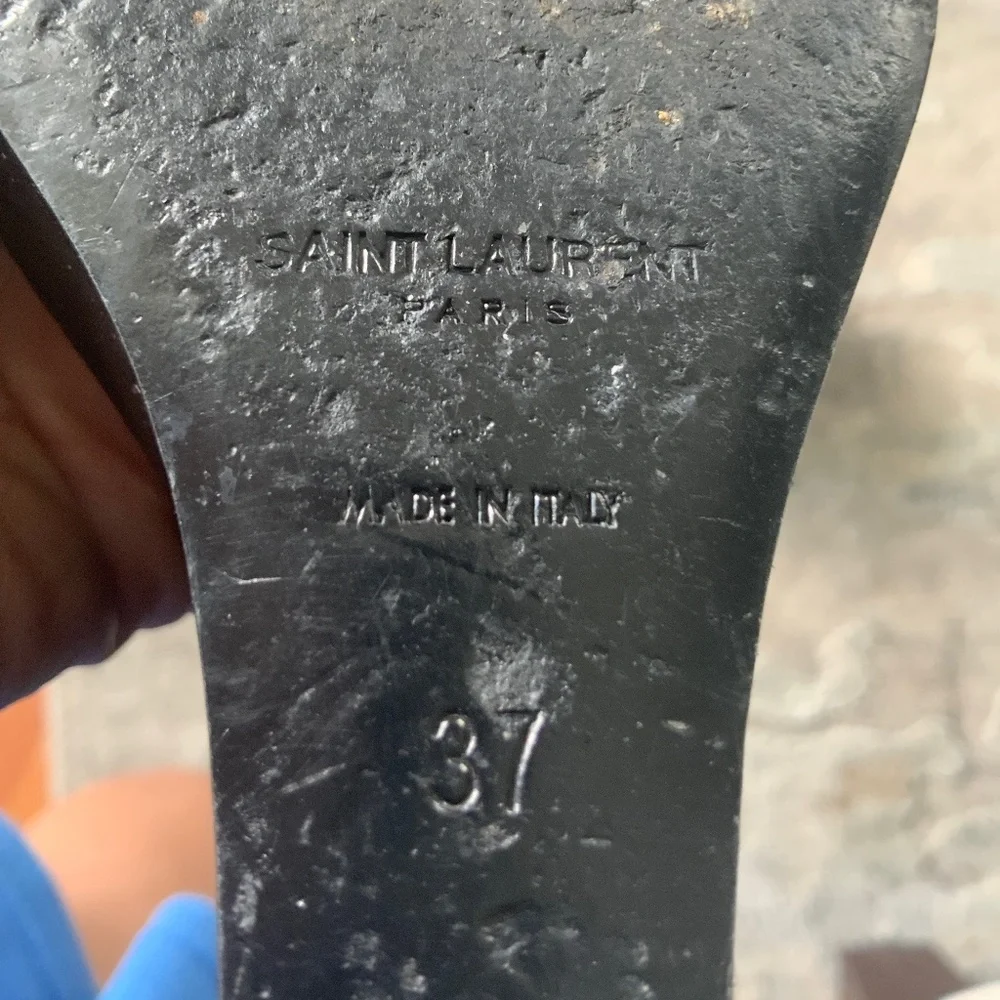 SAINT LAURENT
PARIS
MADE IN ITALY
37